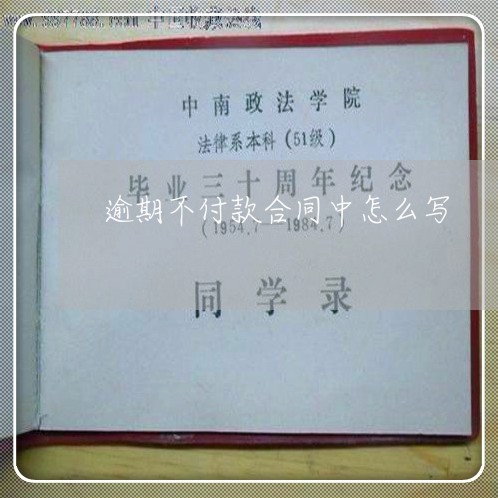 中南政法学院
法律系本科(51级)
毕业三十周年纪念
逾期不付款合同中怎么写
(1954.7—1984.7)
同学录